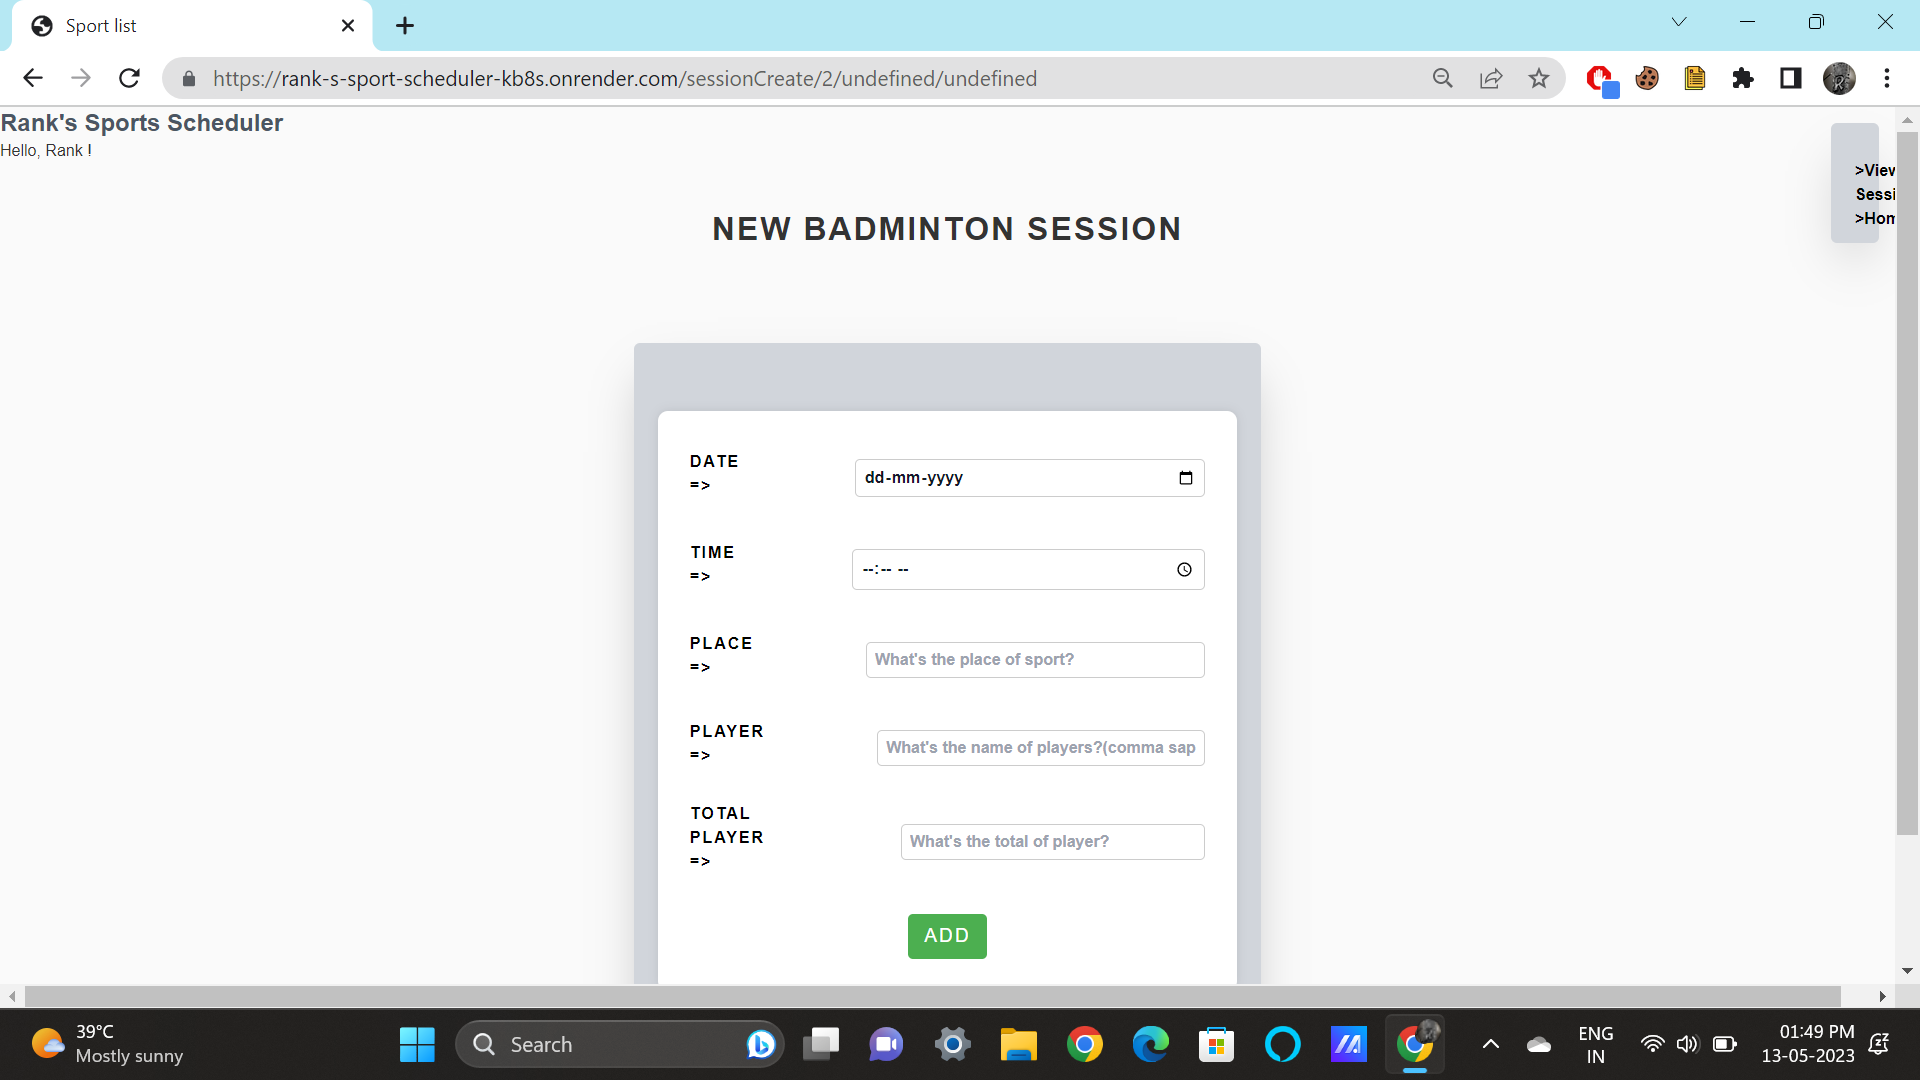 Sport list
https://rank-s-sport-scheduler-kb8s.onrender.com/sessionCreate/2/undefined/undefined
Rank's Sports Scheduler
Hello, Rank !
>View
Sessi
>Hom
NEW BADMINTON SESSION
DATE
=>
dd-mm-yyyy
TIME
=>
--:-- --
PLACE
=>
What's the place of sport?
PLAYER
=>
What's the name of players?(comma sap
TOTAL
PLAYER
=>
What's the total of player?
ADD
39°C
Mostly sunny
Search
ENG
IN
01:49 PM
13-05-2023